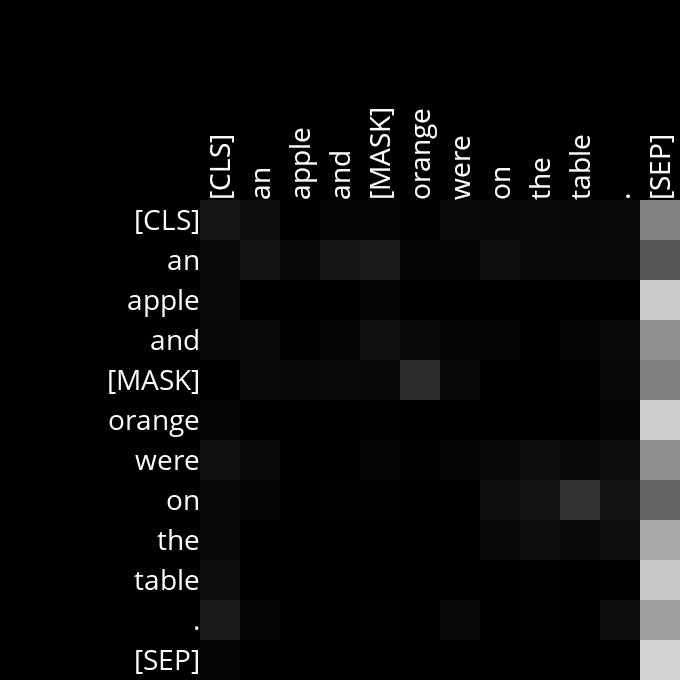 [CLS] an apple and [MASK] orange were on the table . [SEP]
[CLS]
an
apple
and
[MASK]
orange
were
on
the
table
.
[SEP]